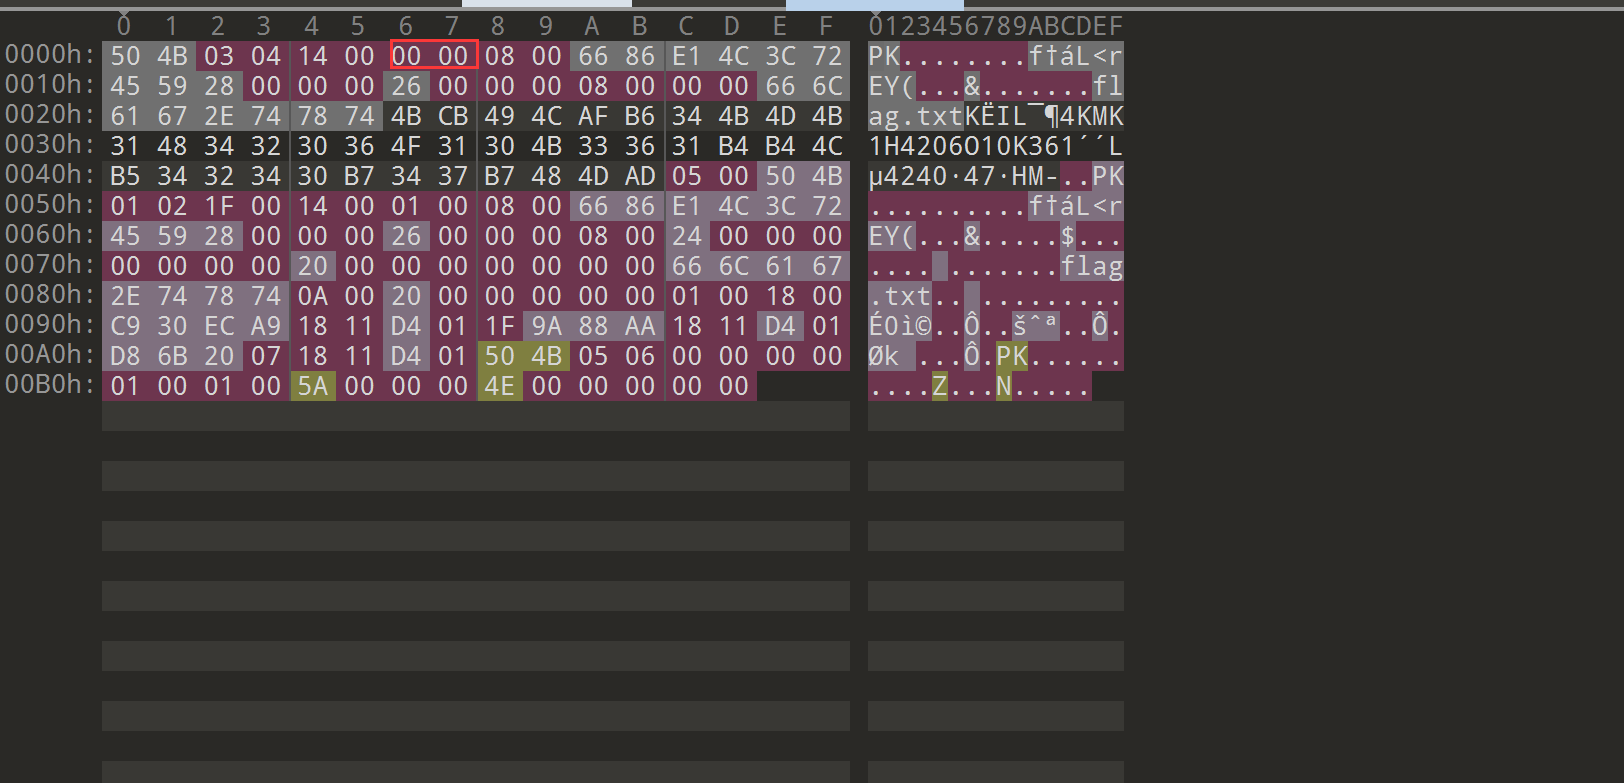 0 1 2 3 4 5 6 7 8 9 A B C D E F 0123456789ABCDEF
0000h: 50 4B 03 04 14 00 00 00 08 00 66 86 E1 4C 3C 72 PK........f†áL<r
0010h: 45 59 28 00 00 00 26 00 00 00 08 00 00 00 66 6C EY(...&.......fl
0020h: 61 67 2E 74 78 74 4B CB 49 4C AF B6 34 4B 4D 4B ag.txtKËIL¯¶4KMK
0030h: 31 48 34 32 30 36 4F 31 30 4B 33 36 31 B4 B4 4C 1H4206O10K361´´L
0040h: B5 34 32 34 30 B7 34 37 B7 48 4D AD 05 00 50 4B µ4240·47·HM-..PK
0050h: 01 02 1F 00 14 00 01 00 08 00 66 86 E1 4C 3C 72 ..........f†áL<r
0060h: 45 59 28 00 00 00 26 00 00 00 08 00 24 00 00 00 EY(...&.....$...
0070h: 00 00 00 00 20 00 00 00 00 00 00 00 66 6C 61 67 .... .......flag
0080h: 2E 74 78 74 0A 00 20 00 00 00 00 00 01 00 18 00 .txt.. .........
0090h: C9 30 EC A9 18 11 D4 01 1F 9A 88 AA 18 11 D4 01 É0ì©..Ô..šˆª..Ô.
00A0h: D8 6B 20 07 18 11 D4 01 50 4B 05 06 00 00 00 00 Øk ...Ô.PK......
00B0h: 01 00 01 00 5A 00 00 00 4E 00 00 00 00 00 ....Z...N.....